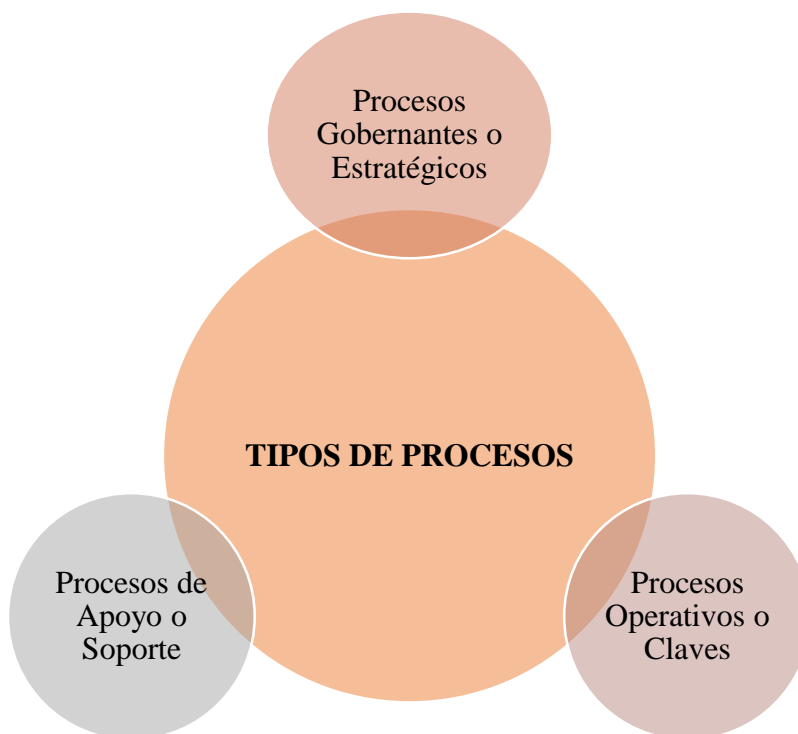 Procesos
Gobernantes o
Estratégicos
TIPOS DE PROCESOS
Procesos de
Apoyo o
Soporte
Procesos
Operativos o
Claves